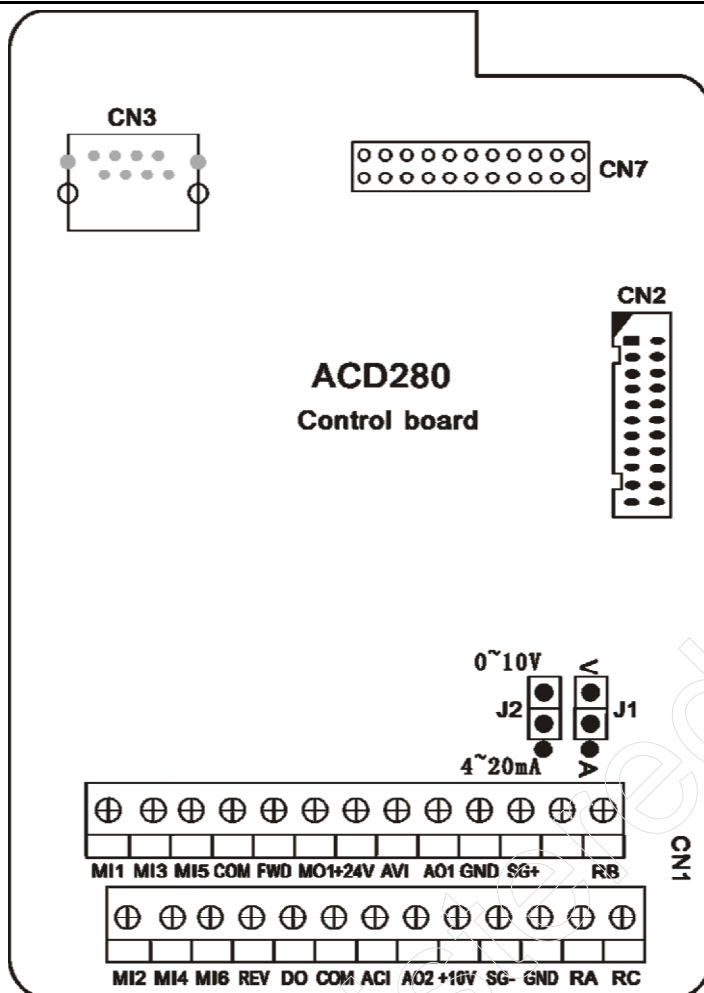 CN3
CN7
CN2
ACD280
Control board
0~10V V
J2 J1
4~20mA A
CN1
MI1 MI3 MI5 COM FWD MO1+24V AVI AO1 GND SG+ RB
MI2 MI4 MI6 REV DO COM ACI AO2 +10V SG- GND RA RC